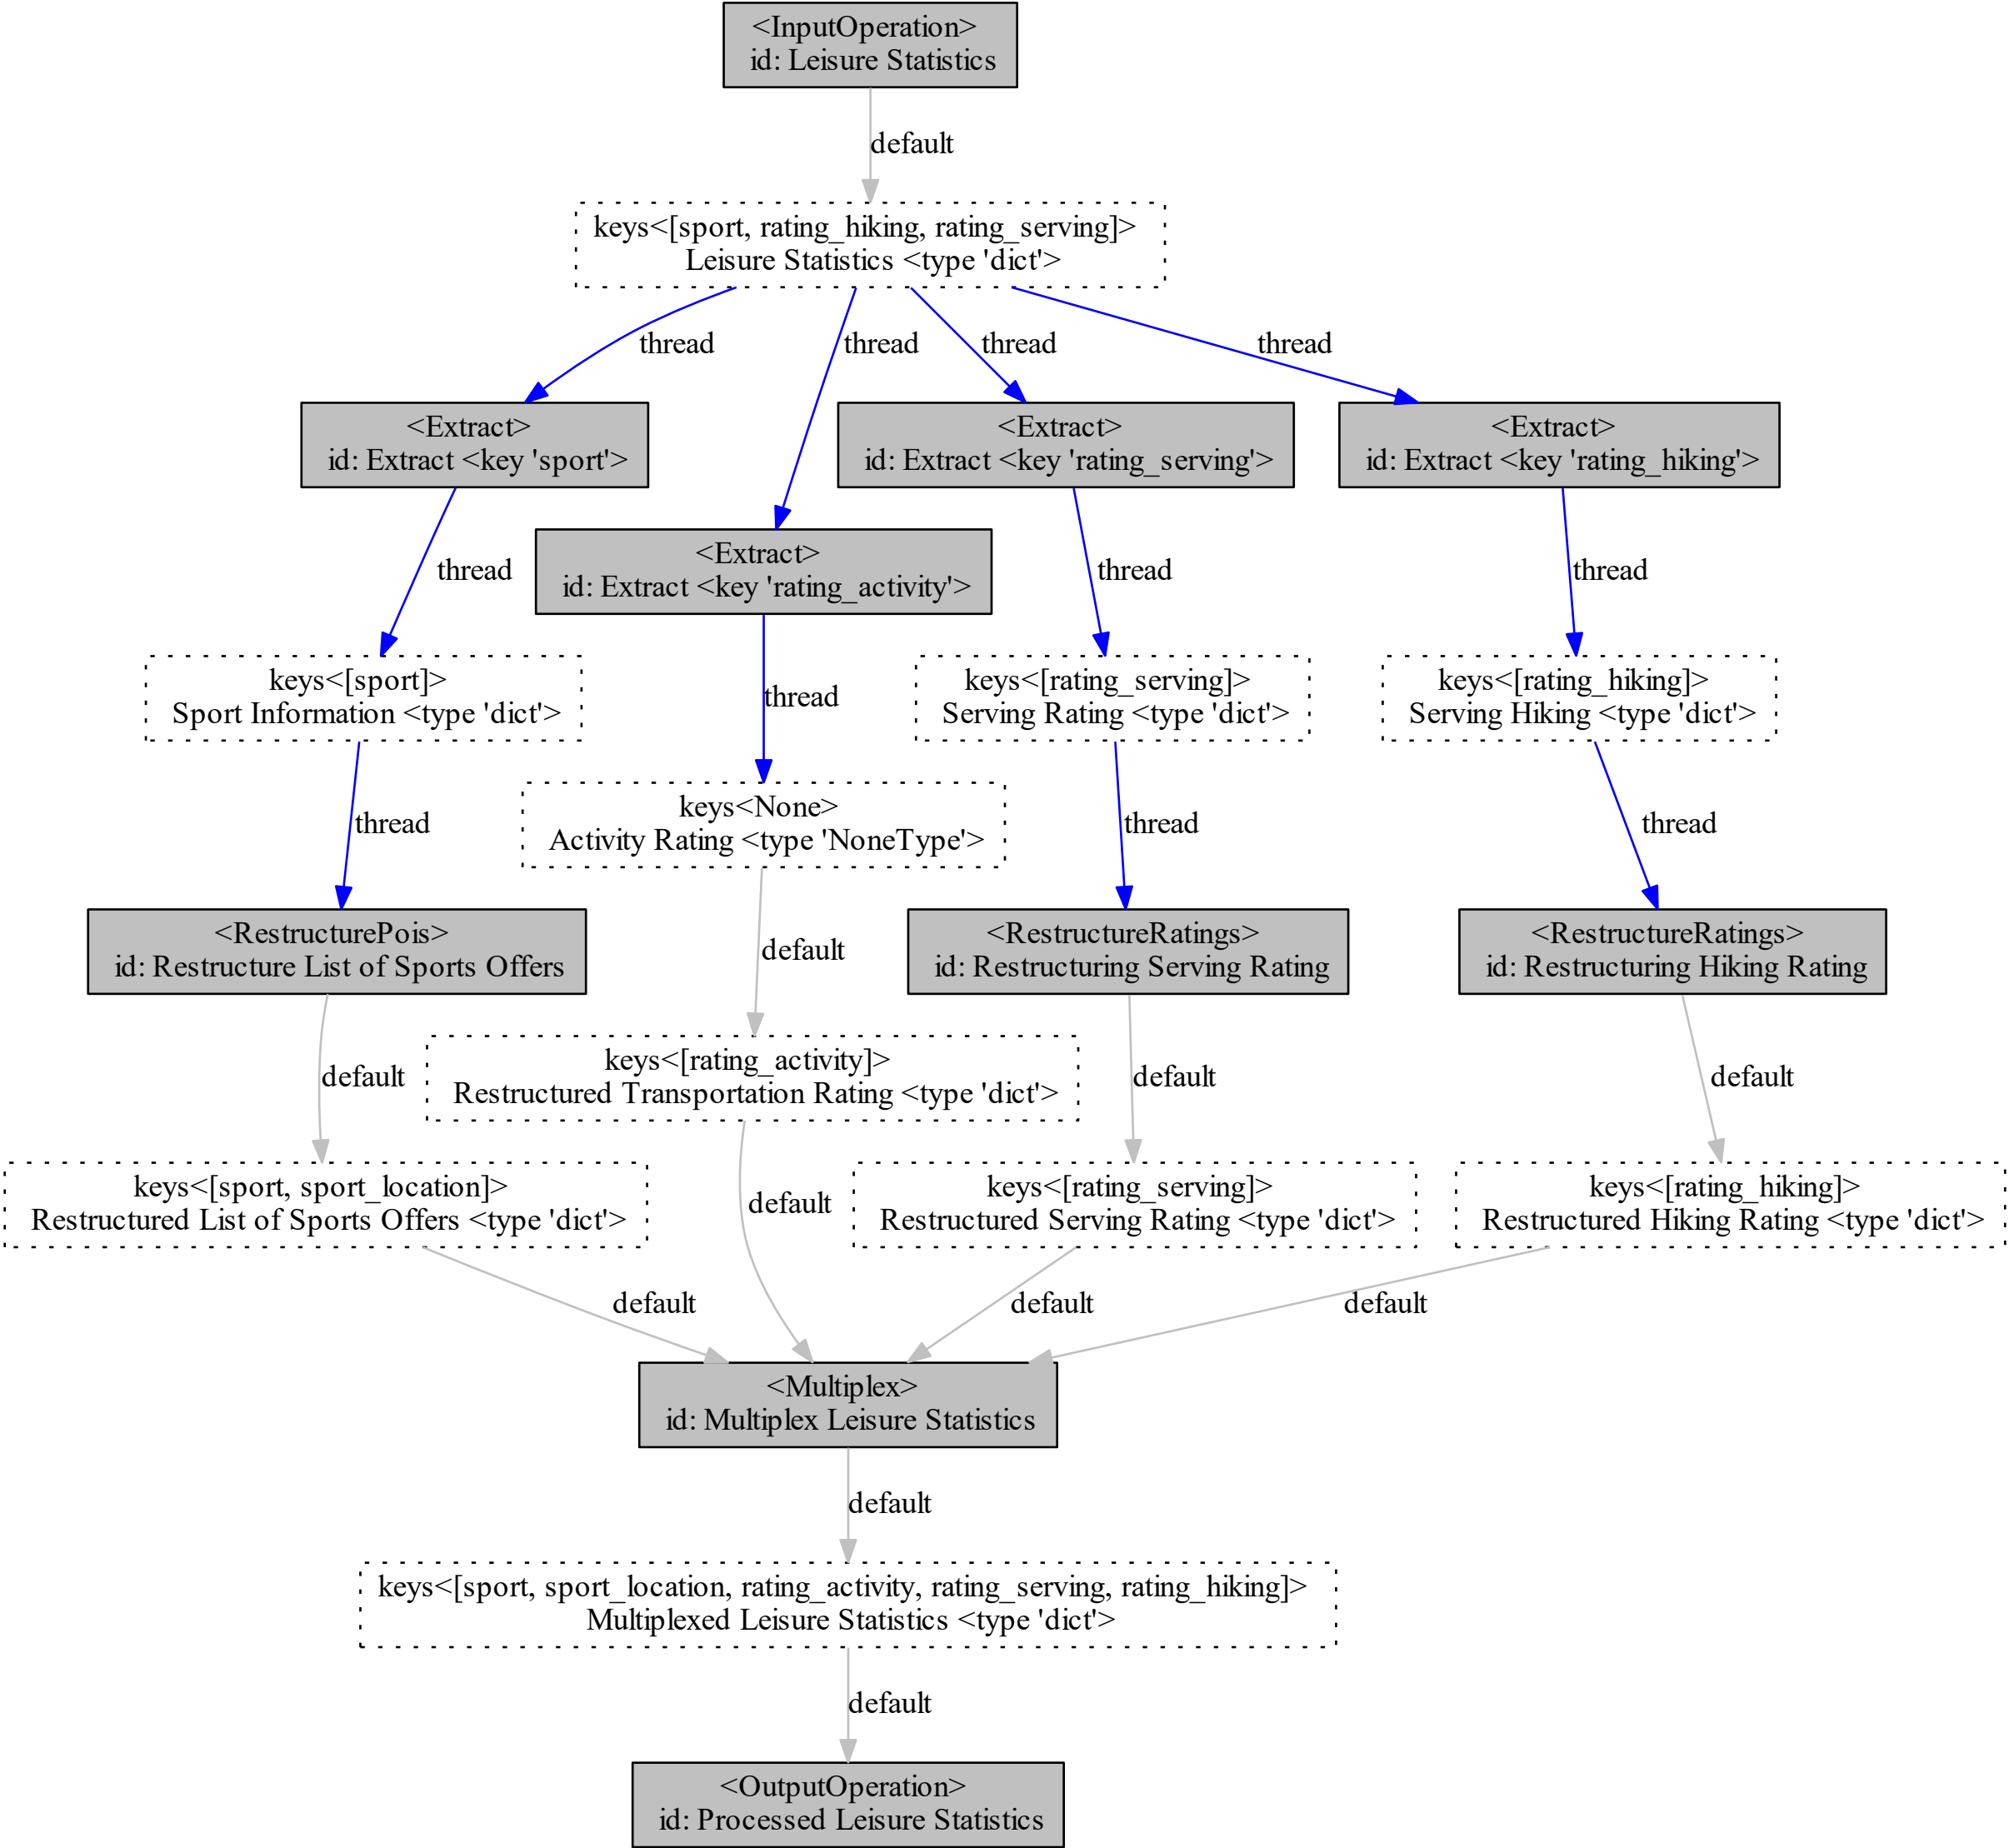 <InputOperation>
id: Leisure Statistics
default
keys<[sport, rating_hiking, rating_serving]>
Leisure Statistics <type 'dict'>
thread
thread
thread
thread
<Extract>
id: Extract <key 'sport'>
<Extract>
id: Extract <key 'rating_serving'>
<Extract>
id: Extract <key 'rating_hiking'>
<Extract>
id: Extract <key 'rating_activity'>
thread
thread
thread
keys<[sport]>
Sport Information <type 'dict'>
thread
keys<[rating_serving]>
Serving Rating <type 'dict'>
keys<[rating_hiking]>
Serving Hiking <type 'dict'>
keys<None>
Activity Rating <type 'NoneType'>
thread
thread
thread
<RestructurePois>
id: Restructure List of Sports Offers
default
<RestructureRatings>
id: Restructuring Serving Rating
<RestructureRatings>
id: Restructuring Hiking Rating
default
keys<[rating_activity]>
Restructured Transportation Rating <type 'dict'>
default
default
keys<[sport, sport_location]>
Restructured List of Sports Offers <type 'dict'>
default
keys<[rating_serving]>
Restructured Serving Rating <type 'dict'>
keys<[rating_hiking]>
Restructured Hiking Rating <type 'dict'>
default
default
default
<Multiplex>
id: Multiplex Leisure Statistics
default
keys<[sport, sport_location, rating_activity, rating_serving, rating_hiking]>
Multiplexed Leisure Statistics <type 'dict'>
default
<OutputOperation>
id: Processed Leisure Statistics